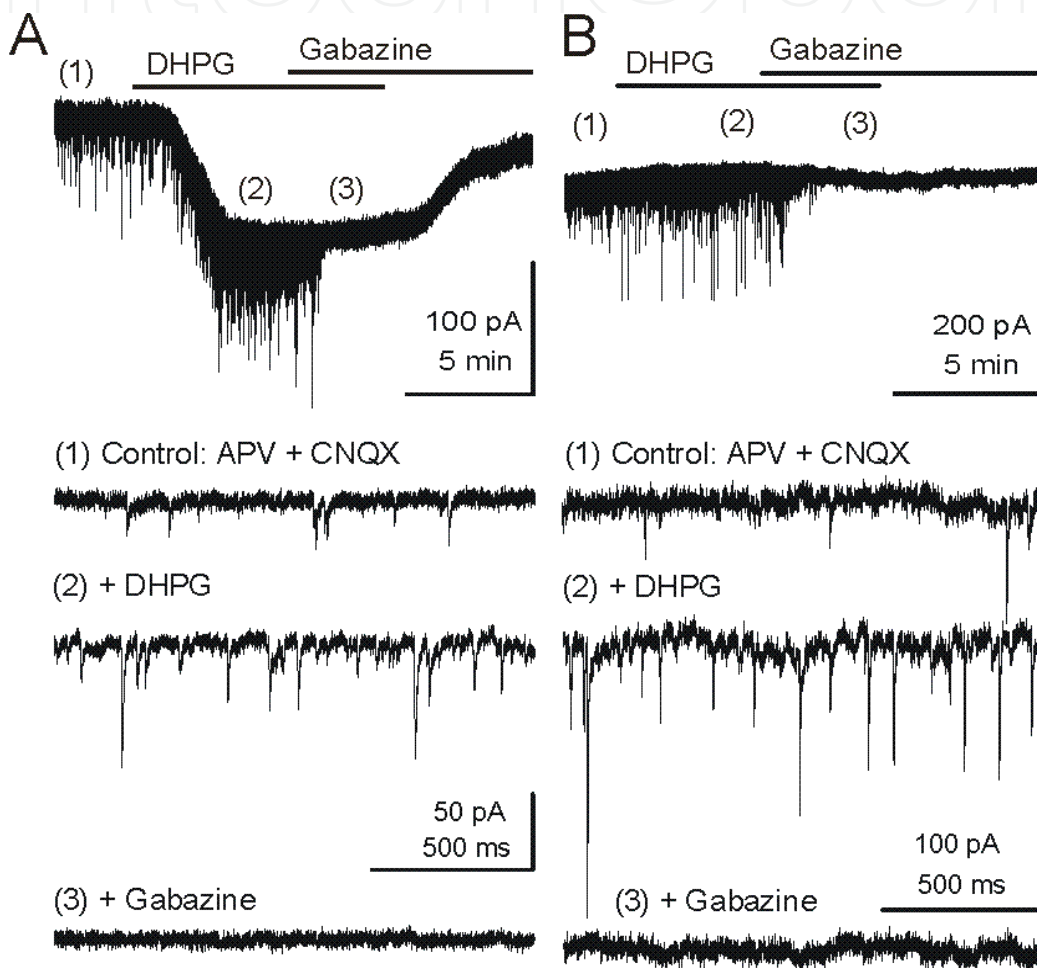 A
(1)
DHPG
Gabazine
(2)
(3)
100 pA
5 min
(1) Control: APV + CNQX
(2) + DHPG
50 pA
500 ms
(3) + Gabazine
B
(1)
DHPG
Gabazine
(2)
(3)
200 pA
5 min
(1) Control: APV + CNQX
(2) + DHPG
100 pA
500 ms
(3) + Gabazine